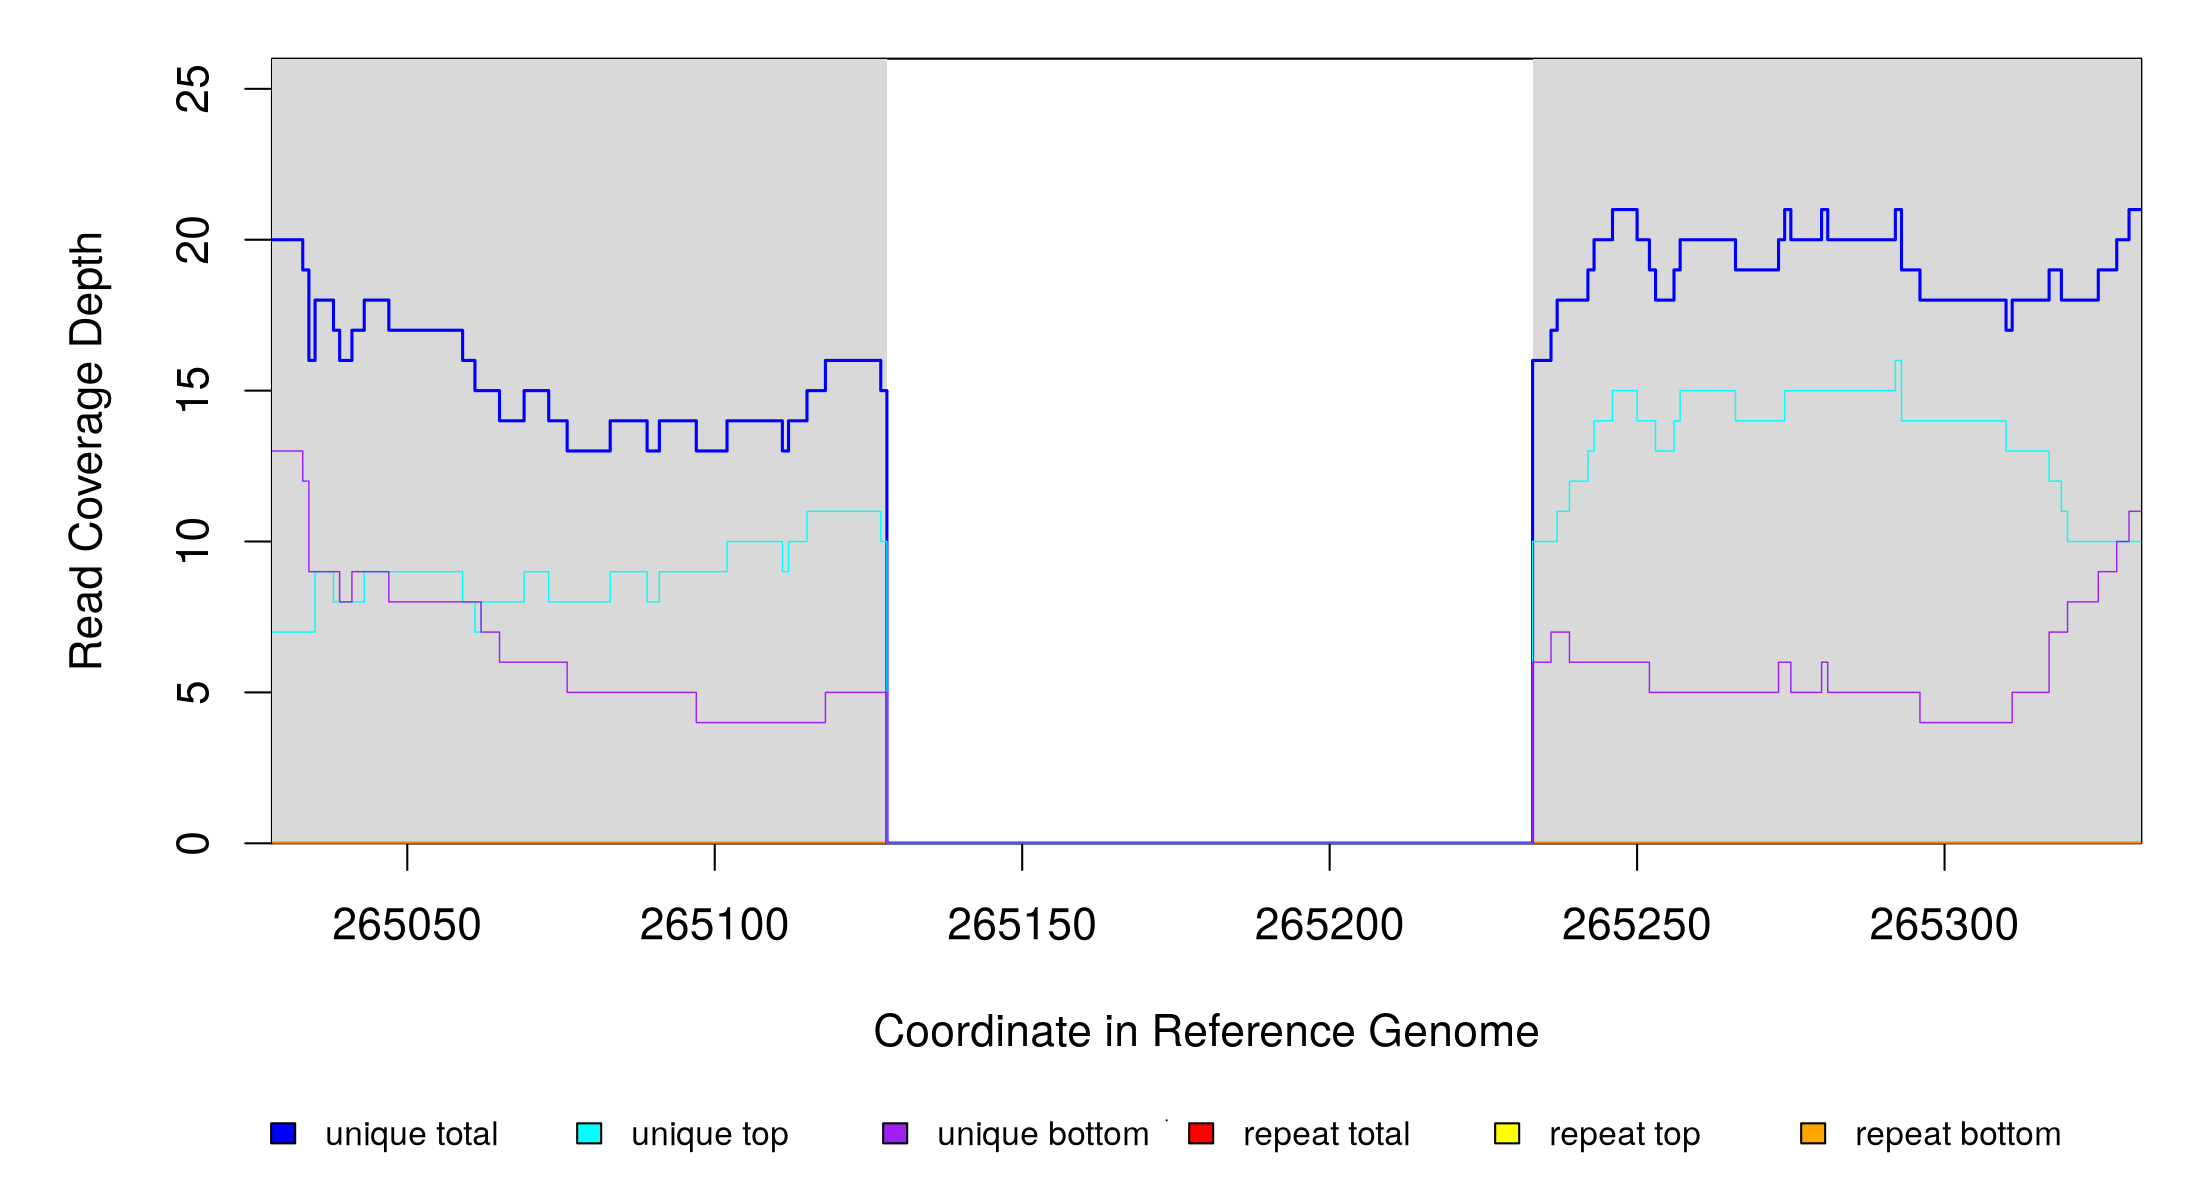 Read Coverage Depth
25
20
15
10
5
0
265050 265100 265150 265200 265250 265300
Coordinate in Reference Genome
unique total unique top unique bottom repeat total repeat top repeat bottom